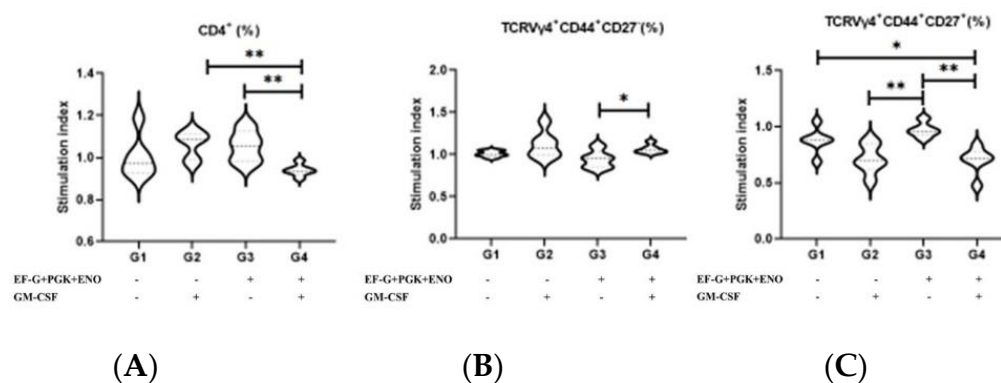 CD4⁺ (%)
**
**
Stimulation index
1.4
1.2
1.0
0.8
0.6
G1 G2 G3 G4
EF-G+PGK+ENO - - + +
GM-CSF - + - +
(A)
TCRVγ4⁺CD44⁺CD27⁻(%)
*
Stimulation index
2.0
1.5
1.0
0.5
0.0
G1 G2 G3 G4
EF-G+PGK+ENO - - + +
GM-CSF - + - +
(B)
TCRVγ4⁺CD44⁺CD27⁺(%)
*
** **
Stimulation index
1.5
1.0
0.5
0.0
G1 G2 G3 G4
EF-G+PGK+ENO - - + +
GM-CSF - + - +
(C)